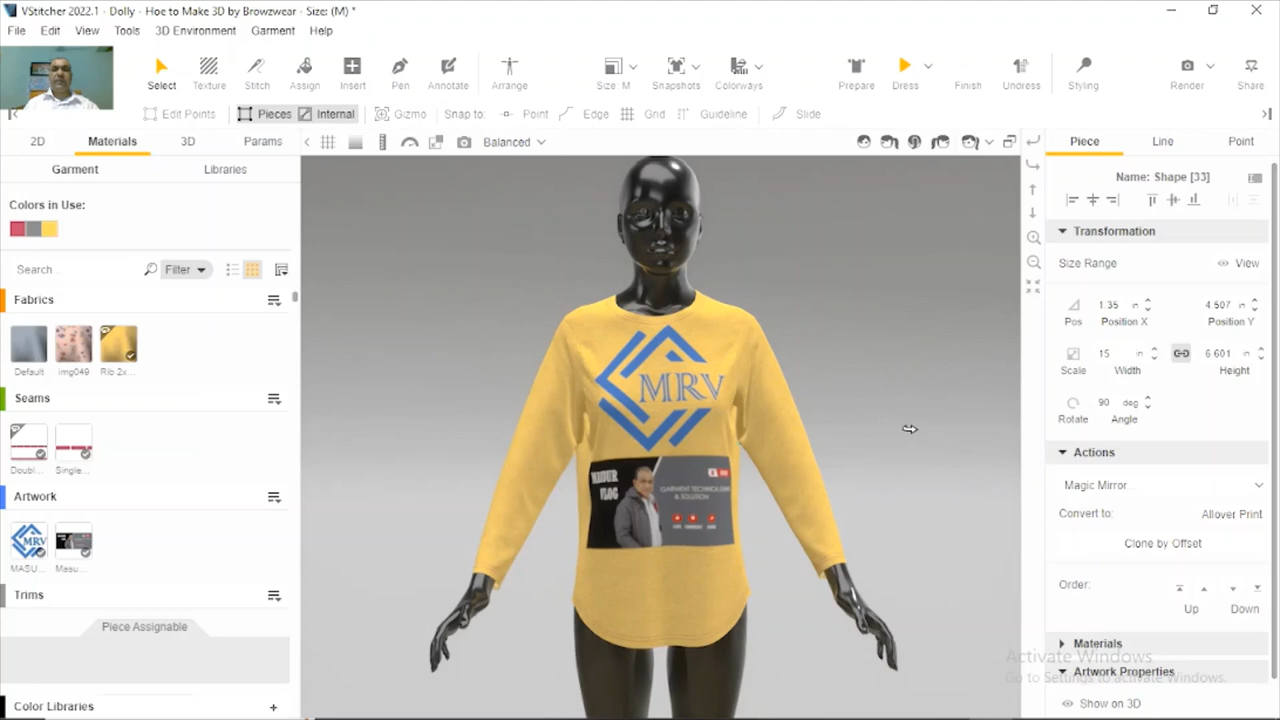 VStitcher 2022.1 - Dolly - Hoe to Make 3D by Browzwear - Size: (M) *
File Edit View Tools 3D Environment Garment Help
Select Texture Stitch Assign Insert Pen Annotate Arrange Size M Snapshots Colorways Prepare Dress Finish Undress Styling Render Share
Edit Points Pieces Internal Gizmo Snap to: Point Edge Grid Guideline Slide
2D Materials 3D Params
Balanced
Piece Line Point
Garment Libraries
Name: Shape [33]
Colors in Use:
Transformation
Search... Filter
Size Range View
Fabrics
1.35 in 4.507 in
Pos Position X Position Y
Default img049 Rib 2x...
15 in 6.601 in
Scale Width Height
Seams
90 deg
Rotate Angle
Doubl... Single...
Actions
Magic Mirror
Artwork
Convert to: Allover Print
Clone by Offset
MRV
MASU... Masu...
Order:
Up Down
Trims
Piece Assignable
Materials
Artwork Properties
Show on 3D
Color Libraries +
MRV
VLOG
GARMENT TECHNICIAN
& SOLUTION
Activate Windows
Go to Settings to activate Windows.